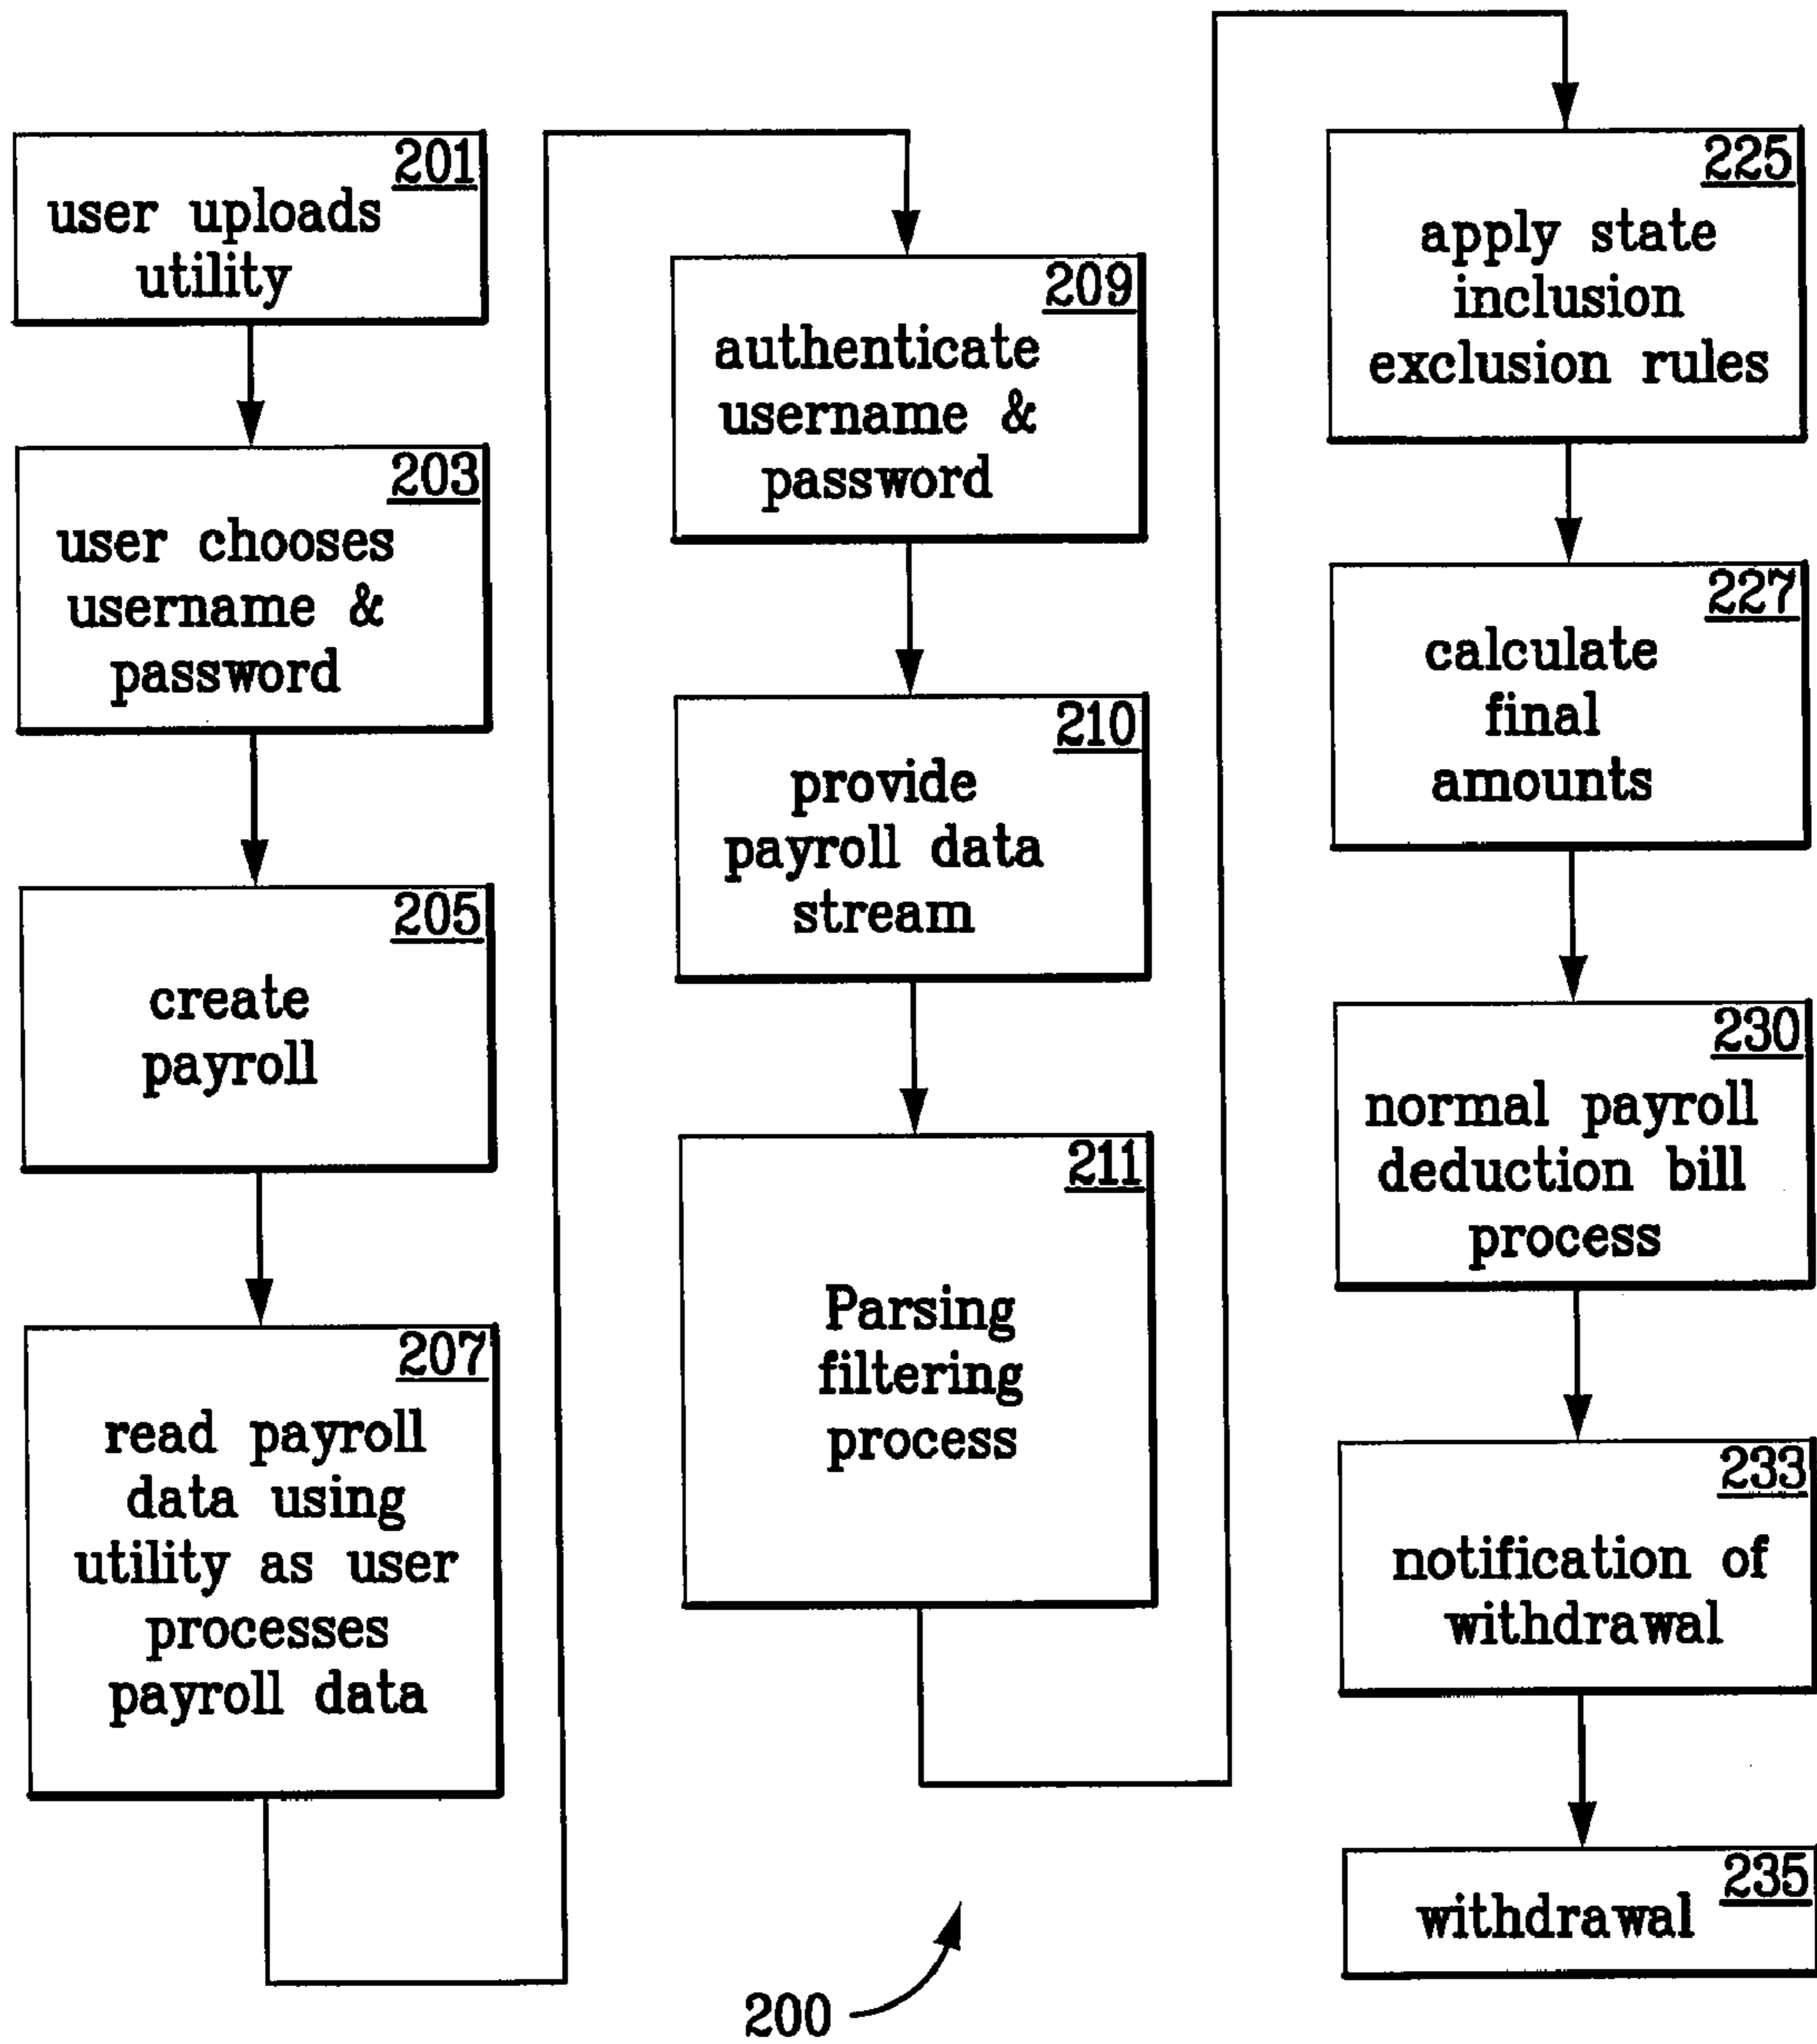 201
user uploads
utility
203
user chooses
username &
password
205
create
payroll
207
read payroll
data using
utility as user
processes
payroll data
209
authenticate
username &
password
210
provide
payroll data
stream
211
Parsing
filtering
process
225
apply state
inclusion
exclusion rules
227
calculate
final
amounts
230
normal payroll
deduction bill
process
233
notification of
withdrawal
235
withdrawal
200